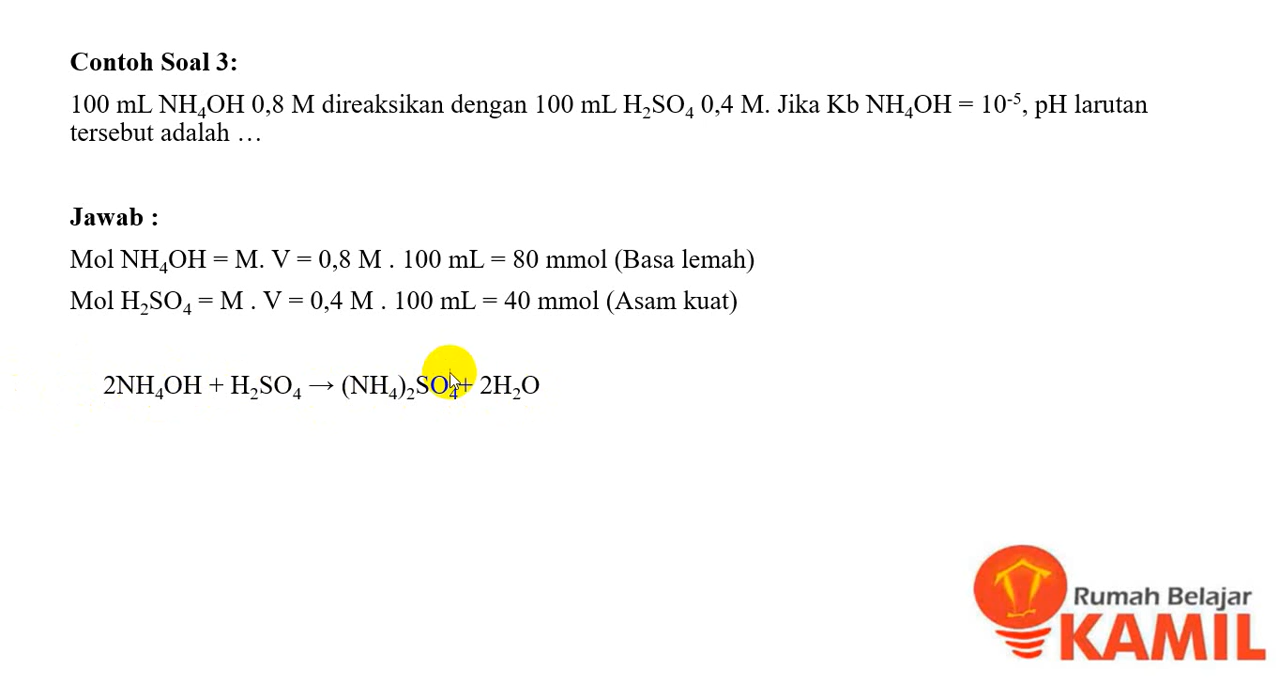 Contoh Soal 3:
100 mL NH₄OH 0,8 M direaksikan dengan 100 mL H₂SO₄ 0,4 M. Jika Kb NH₄OH = 10⁻⁵, pH larutan
tersebut adalah …
Jawab :
Mol NH₄OH = M. V = 0,8 M . 100 mL = 80 mmol (Basa lemah)
Mol H₂SO₄ = M . V = 0,4 M . 100 mL = 40 mmol (Asam kuat)
2NH₄OH + H₂SO₄ → (NH₄)₂SO₄ + 2H₂O
Rumah Belajar
KAMIL